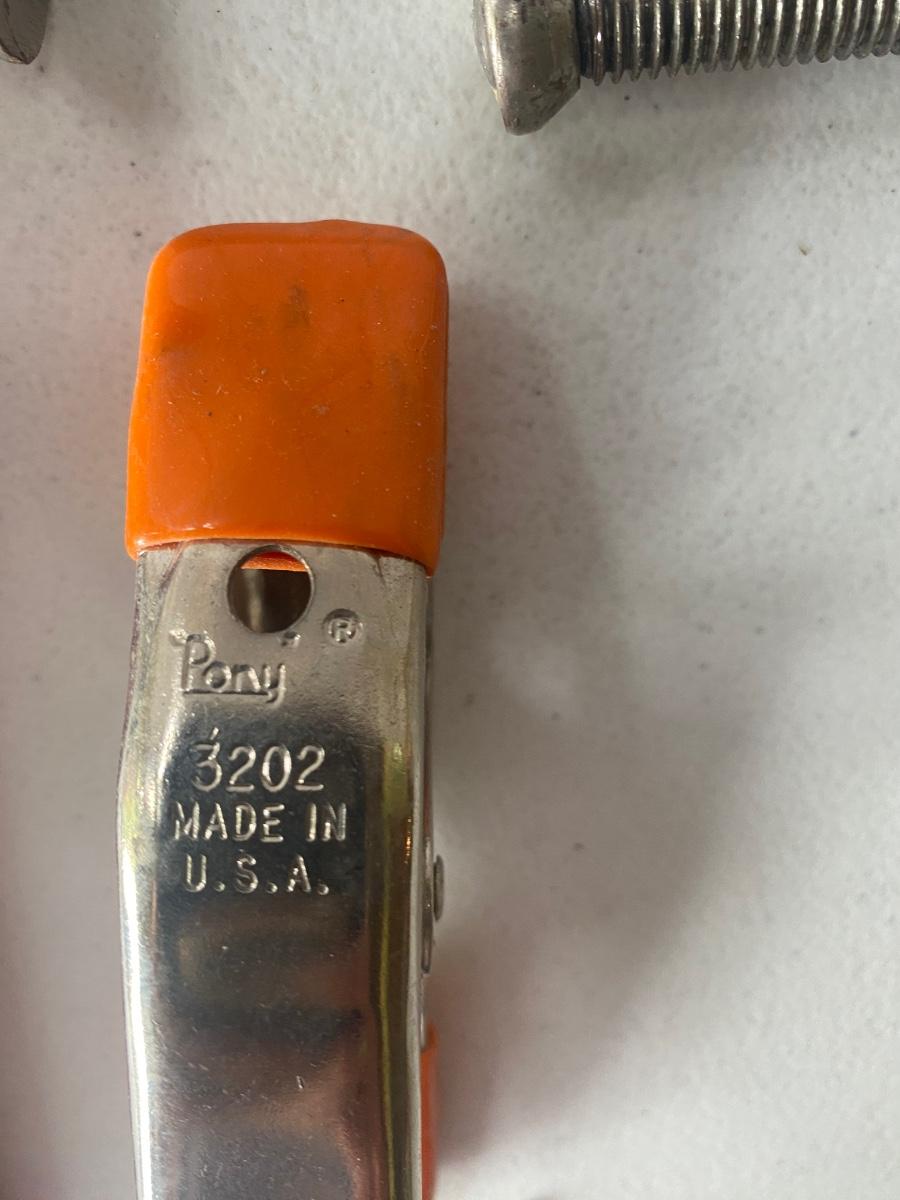 "Pony" ®
3202
MADE IN
U.S.A.